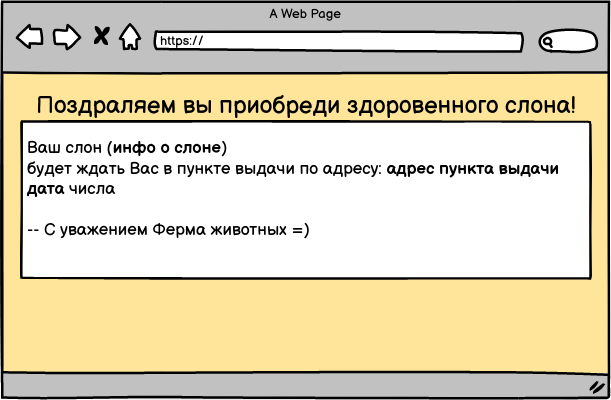 A Web Page
https://
Поздраляем вы приобреди здоровенного слона!
Ваш слон (инфо о слоне)
будет ждать Вас в пункте выдачи по адресу: адрес пункта выдачи
дата числа
-- С уважением Ферма животных =)